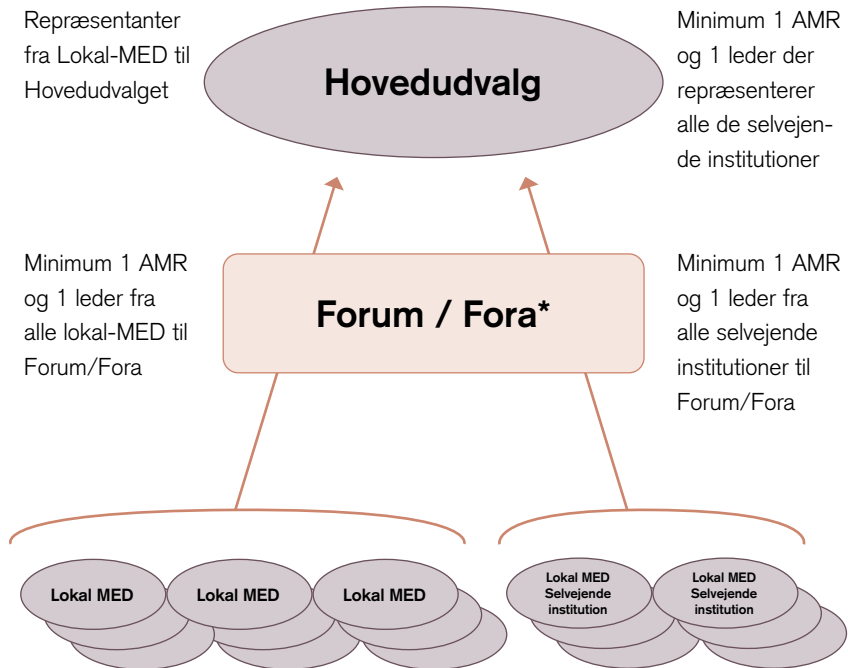 Repræsentanter
fra Lokal-MED til
Hovedudvalget
Hovedudvalg
Minimum 1 AMR
og 1 leder der
repræsenterer
alle de selvejen-
de institutioner
Minimum 1 AMR
og 1 leder fra
alle lokal-MED til
Forum/Fora
Forum / Fora*
Minimum 1 AMR
og 1 leder fra
alle selvejende
institutioner til
Forum/Fora
Lokal MED
Lokal MED
Lokal MED
Lokal MED
Selvejende
institution
Lokal MED
Selvejende
institution